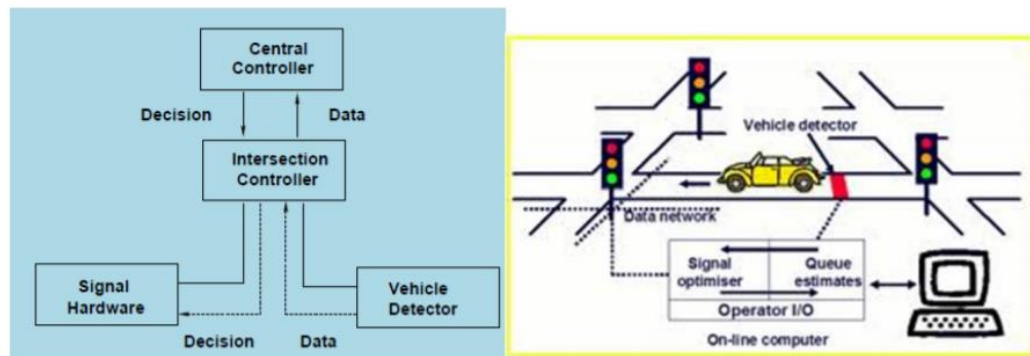 Central
Controller
Decision
Data
Intersection
Controller
Signal
Hardware
Vehicle
Detector
Decision
Data
Vehicle detector
Data network
Signal
optimiser
Queue
estimates
Operator I/O
On-line computer